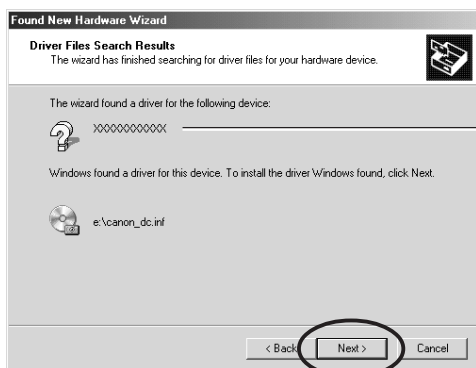 Found New Hardware Wizard
Driver Files Search Results
The wizard has finished searching for driver files for your hardware device.
The wizard found a driver for the following device:
XXXXXXXXXXX
Windows found a driver for this device. To install the driver Windows found, click Next.
e:\canon_dc.inf
< Back
Next >
Cancel